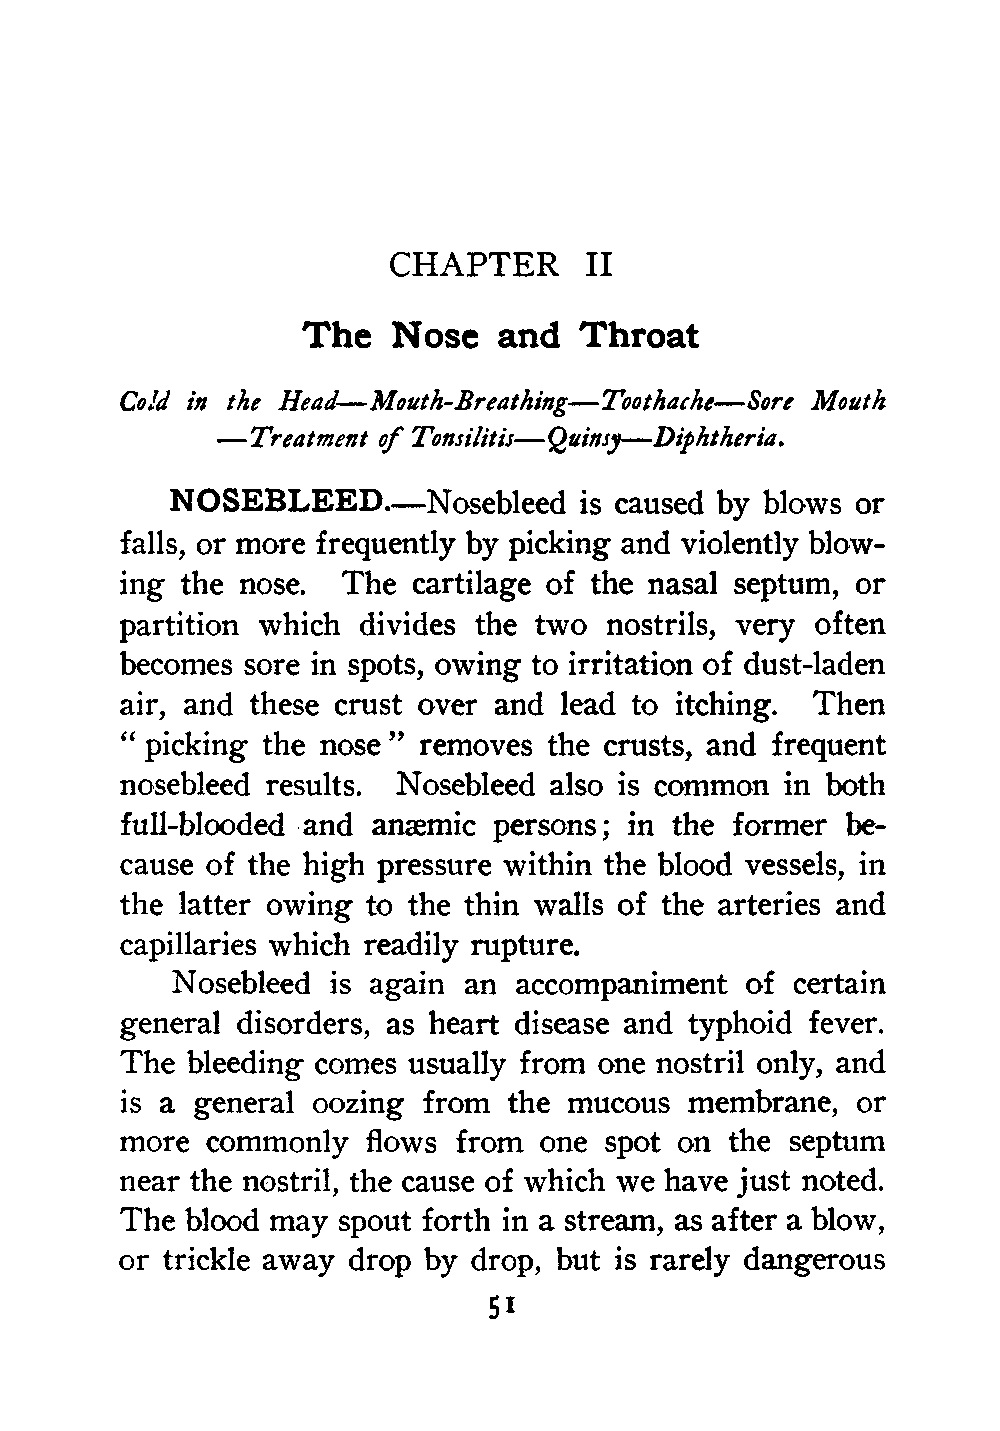 CHAPTER II
The Nose and Throat
Cold in the Head—Mouth-Breathing—Toothache—Sore Mouth
—Treatment of Tonsilitis—Quinsy—Diphtheria.
NOSEBLEED.—Nosebleed is caused by blows or
falls, or more frequently by picking and violently blow-
ing the nose. The cartilage of the nasal septum, or
partition which divides the two nostrils, very often
becomes sore in spots, owing to irritation of dust-laden
air, and these crust over and lead to itching. Then
“ picking the nose ” removes the crusts, and frequent
nosebleed results. Nosebleed also is common in both
full-blooded and anæmic persons; in the former be-
cause of the high pressure within the blood vessels, in
the latter owing to the thin walls of the arteries and
capillaries which readily rupture.
Nosebleed is again an accompaniment of certain
general disorders, as heart disease and typhoid fever.
The bleeding comes usually from one nostril only, and
is a general oozing from the mucous membrane, or
more commonly flows from one spot on the septum
near the nostril, the cause of which we have just noted.
The blood may spout forth in a stream, as after a blow,
or trickle away drop by drop, but is rarely dangerous
51